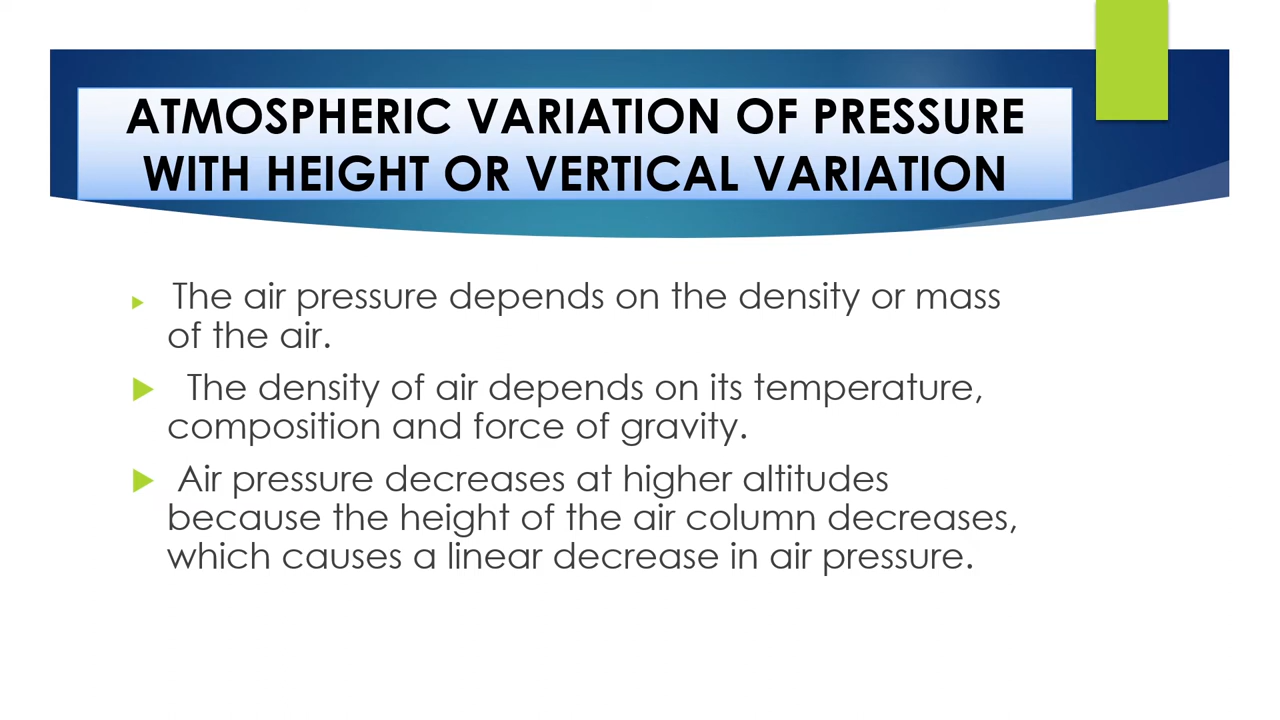 ATMOSPHERIC VARIATION OF PRESSURE
WITH HEIGHT OR VERTICAL VARIATION
The air pressure depends on the density or mass
of the air.
The density of air depends on its temperature,
composition and force of gravity.
Air pressure decreases at higher altitudes
because the height of the air column decreases,
which causes a linear decrease in air pressure.